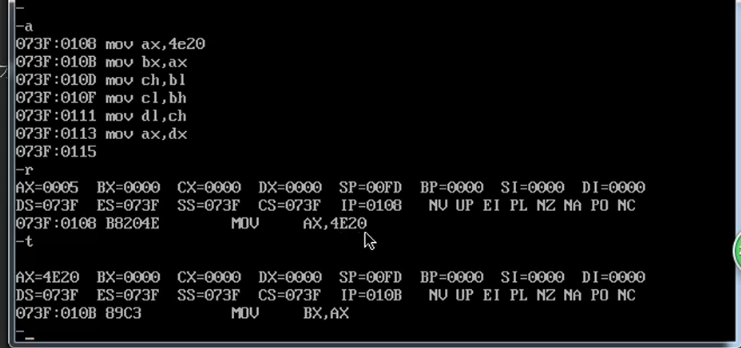 -
-a
073F:0108 mov ax,4e20
073F:010B mov bx,ax
073F:010D mov ch,bl
073F:010F mov cl,bh
073F:0111 mov dl,ch
073F:0113 mov ax,dx
073F:0115
-r
AX=0005  BX=0000  CX=0000  DX=0000  SP=00FD  BP=0000  SI=0000  DI=0000
DS=073F  ES=073F  SS=073F  CS=073F  IP=0108   NV UP EI PL NZ NA PO NC
073F:0108 B8204E        MOV     AX,4E20
-t
AX=4E20  BX=0000  CX=0000  DX=0000  SP=00FD  BP=0000  SI=0000  DI=0000
DS=073F  ES=073F  SS=073F  CS=073F  IP=010B   NV UP EI PL NZ NA PO NC
073F:010B 89C3          MOV     BX,AX
-_